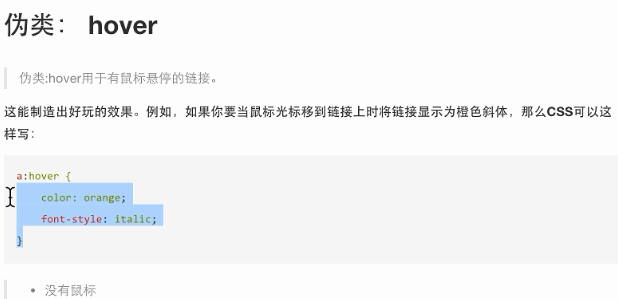 伪类： hover
伪类:hover用于有鼠标悬停的链接。
这能制造出好玩的效果。例如，如果你要当鼠标光标移到链接上时将链接显示为橙色斜体，那么CSS可以这
样写：
a:hover {
    color: orange;
    font-style: italic;
}
• 没有鼠标